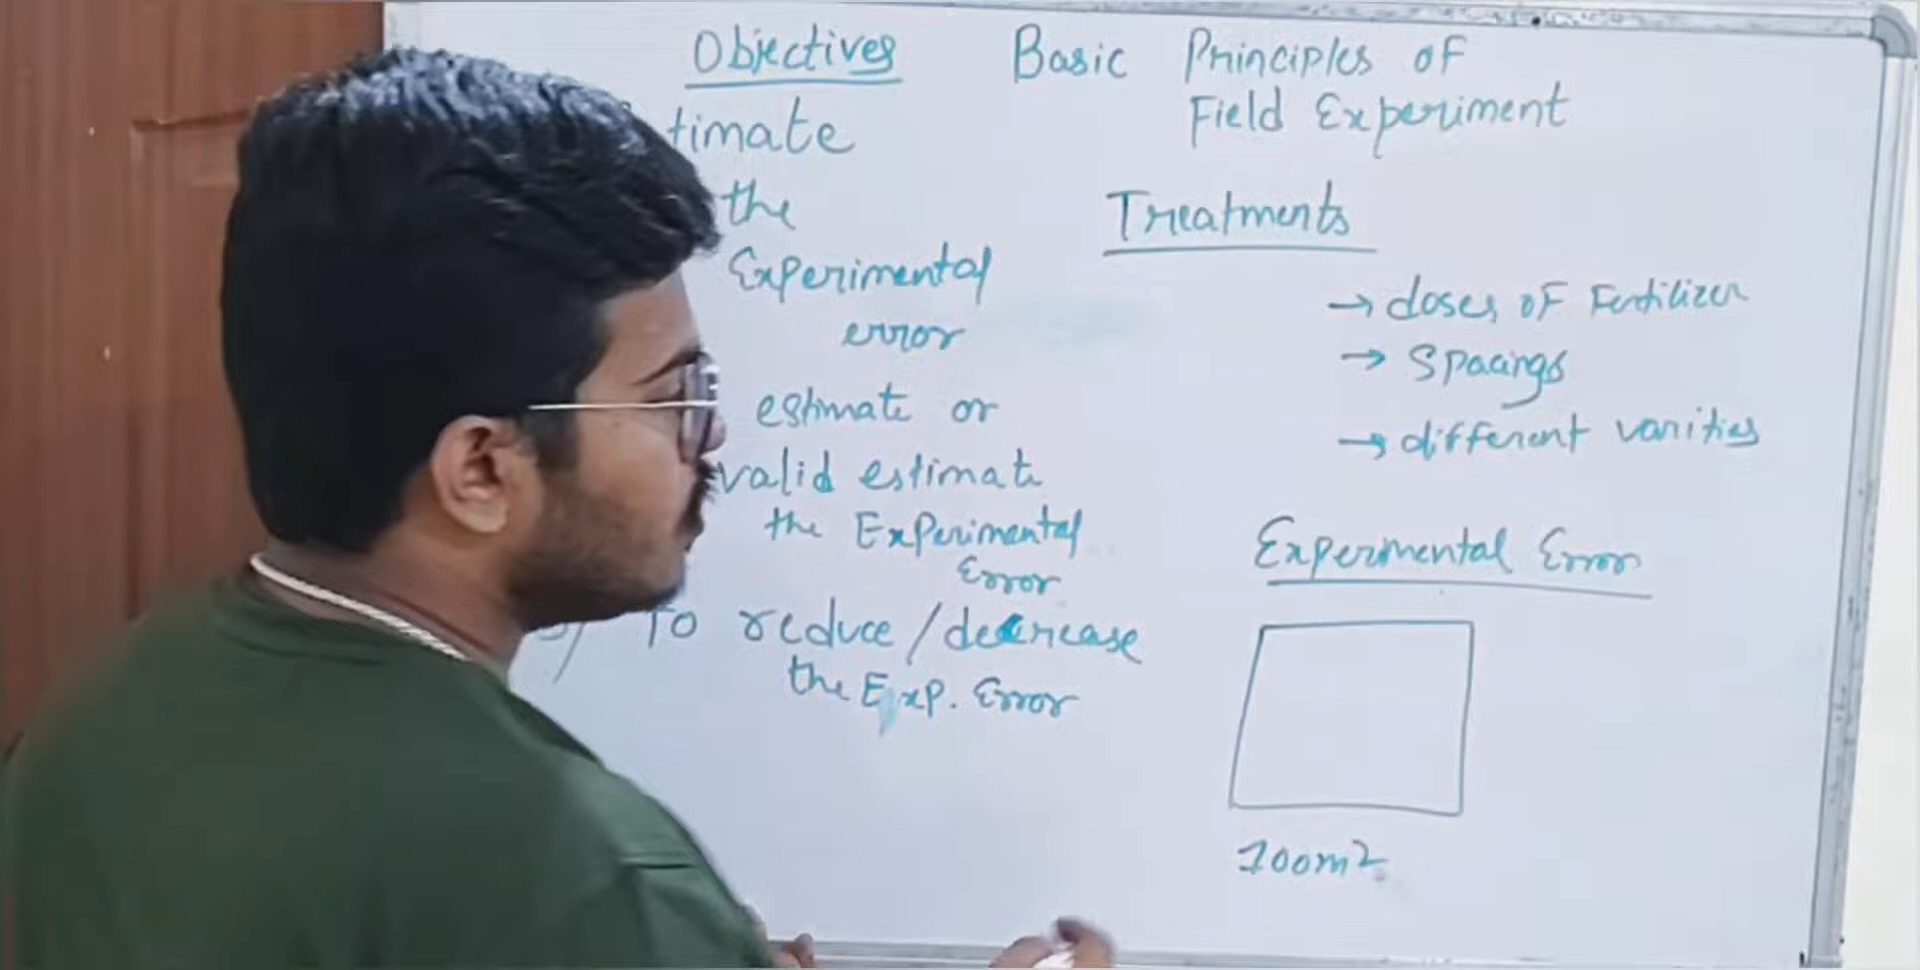 Objectives
timate
the
Experimental
error
estimate or
valid estimate
the Experimental
Error
To reduce/decrease
the Exp. Error
Basic Principles of
Field Experiment
Treatments
→ doses of Fertilizer
→ Spacings
→ different varities
Experimental Error
100m²